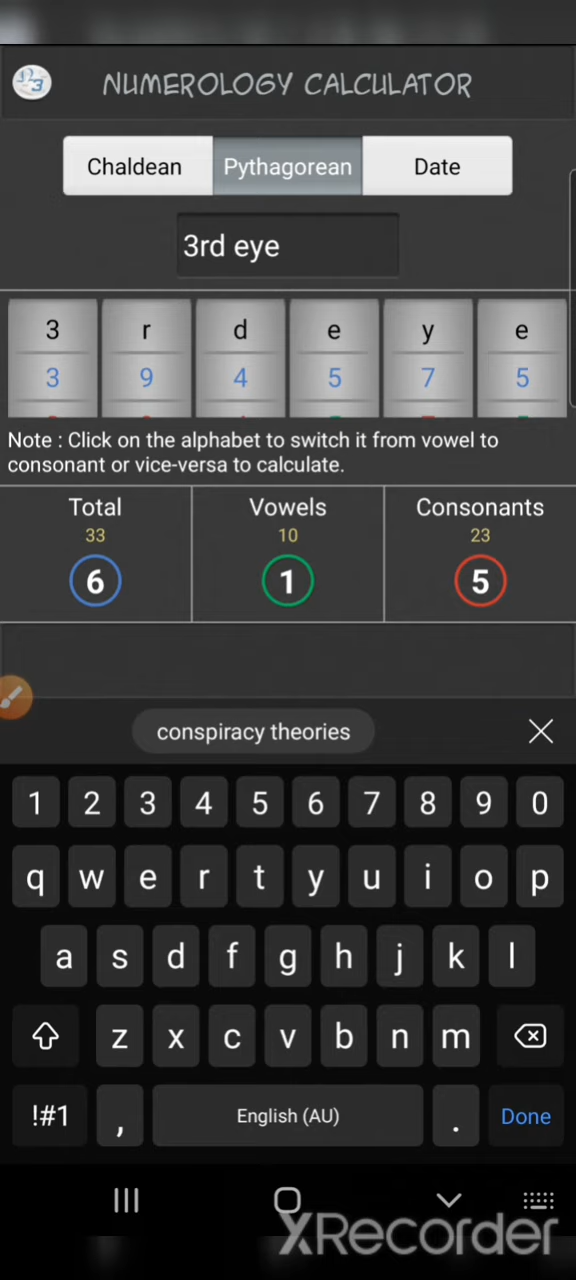 NUMEROLOGY CALCULATOR
Chaldean Pythagorean Date
3rd eye
3 r d e y e
3 9 4 5 7 5
Note : Click on the alphabet to switch it from vowel to
consonant or vice-versa to calculate.
Total Vowels Consonants
33 10 23
6 1 5
conspiracy theories
1 2 3 4 5 6 7 8 9 0
q w e r t y u i o p
a s d f g h j k l
z x c v b n m
!#1 , English (AU) . Done
XRecorder